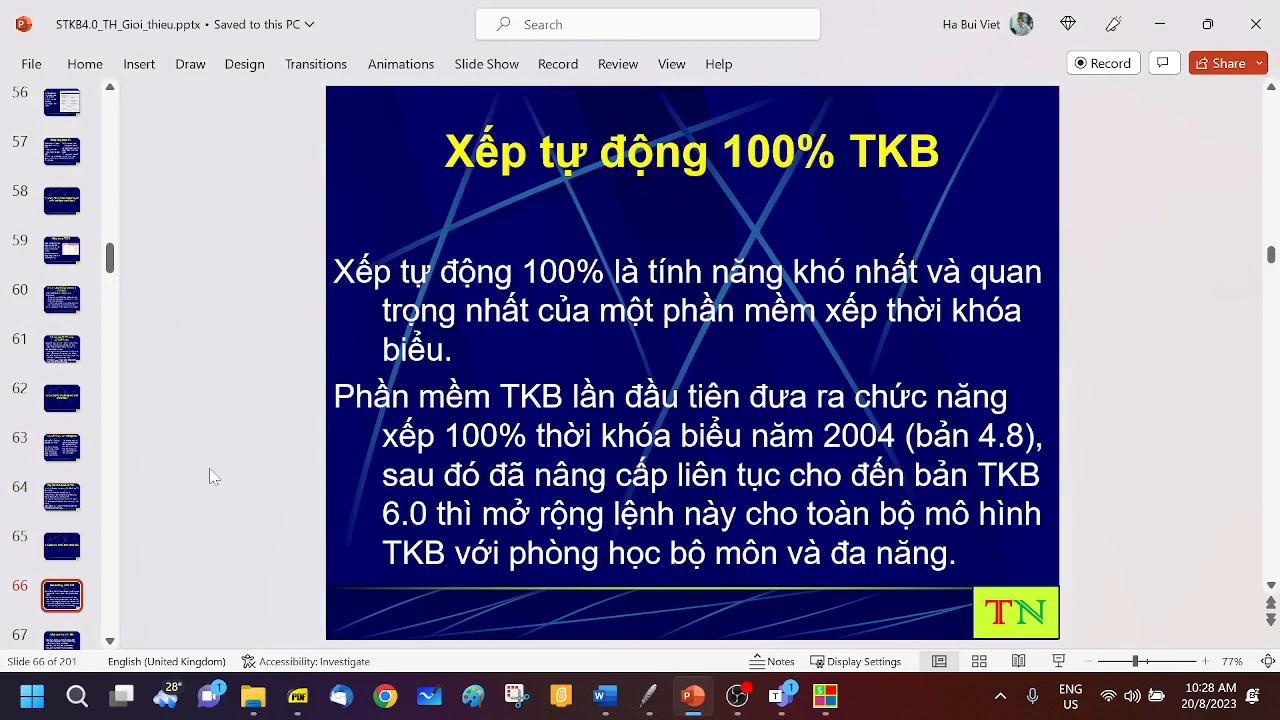 STKB4.0_TH_Gioi_thieu.pptx • Saved to this PC
Search
Ha Bui Viet
File Home Insert Draw Design Transitions Animations Slide Show Record Review View Help
Record
Share
56
57
58
59
60
61
62
63
64
65
66
67
Xếp tự động 100% TKB
Xếp tự động 100% là tính năng khó nhất và quan
trọng nhất của một phần mềm xếp thời khóa
biểu.
Phần mềm TKB lần đầu tiên đưa ra chức năng
xếp 100% thời khóa biểu năm 2004 (bản 4.8),
sau đó đã nâng cấp liên tục cho đến bản TKB
6.0 thì mở rộng lệnh này cho toàn bộ mô hình
TKB với phòng học bộ môn và đa năng.
TN
Slide 66 of 201 English (United Kingdom) Accessibility: Investigate Notes Display Settings 77%
28° 1 PDF 1 ENG
US
10:28 AM
20/8/2023